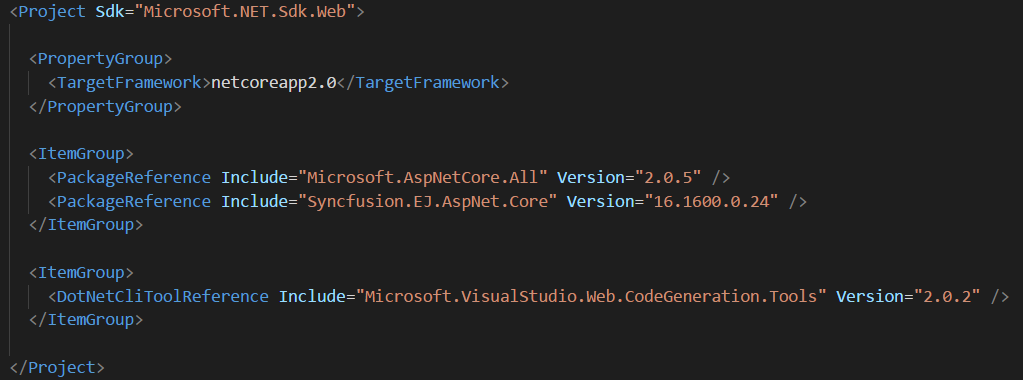 <Project Sdk="Microsoft.NET.Sdk.Web">
<PropertyGroup>
<TargetFramework>netcoreapp2.0</TargetFramework>
</PropertyGroup>
<ItemGroup>
<PackageReference Include="Microsoft.AspNetCore.All" Version="2.0.5" />
<PackageReference Include="Syncfusion.EJ.AspNet.Core" Version="16.1600.0.24" />
</ItemGroup>
<ItemGroup>
<DotNetCliToolReference Include="Microsoft.VisualStudio.Web.CodeGeneration.Tools" Version="2.0.2" />
</ItemGroup>
</Project>